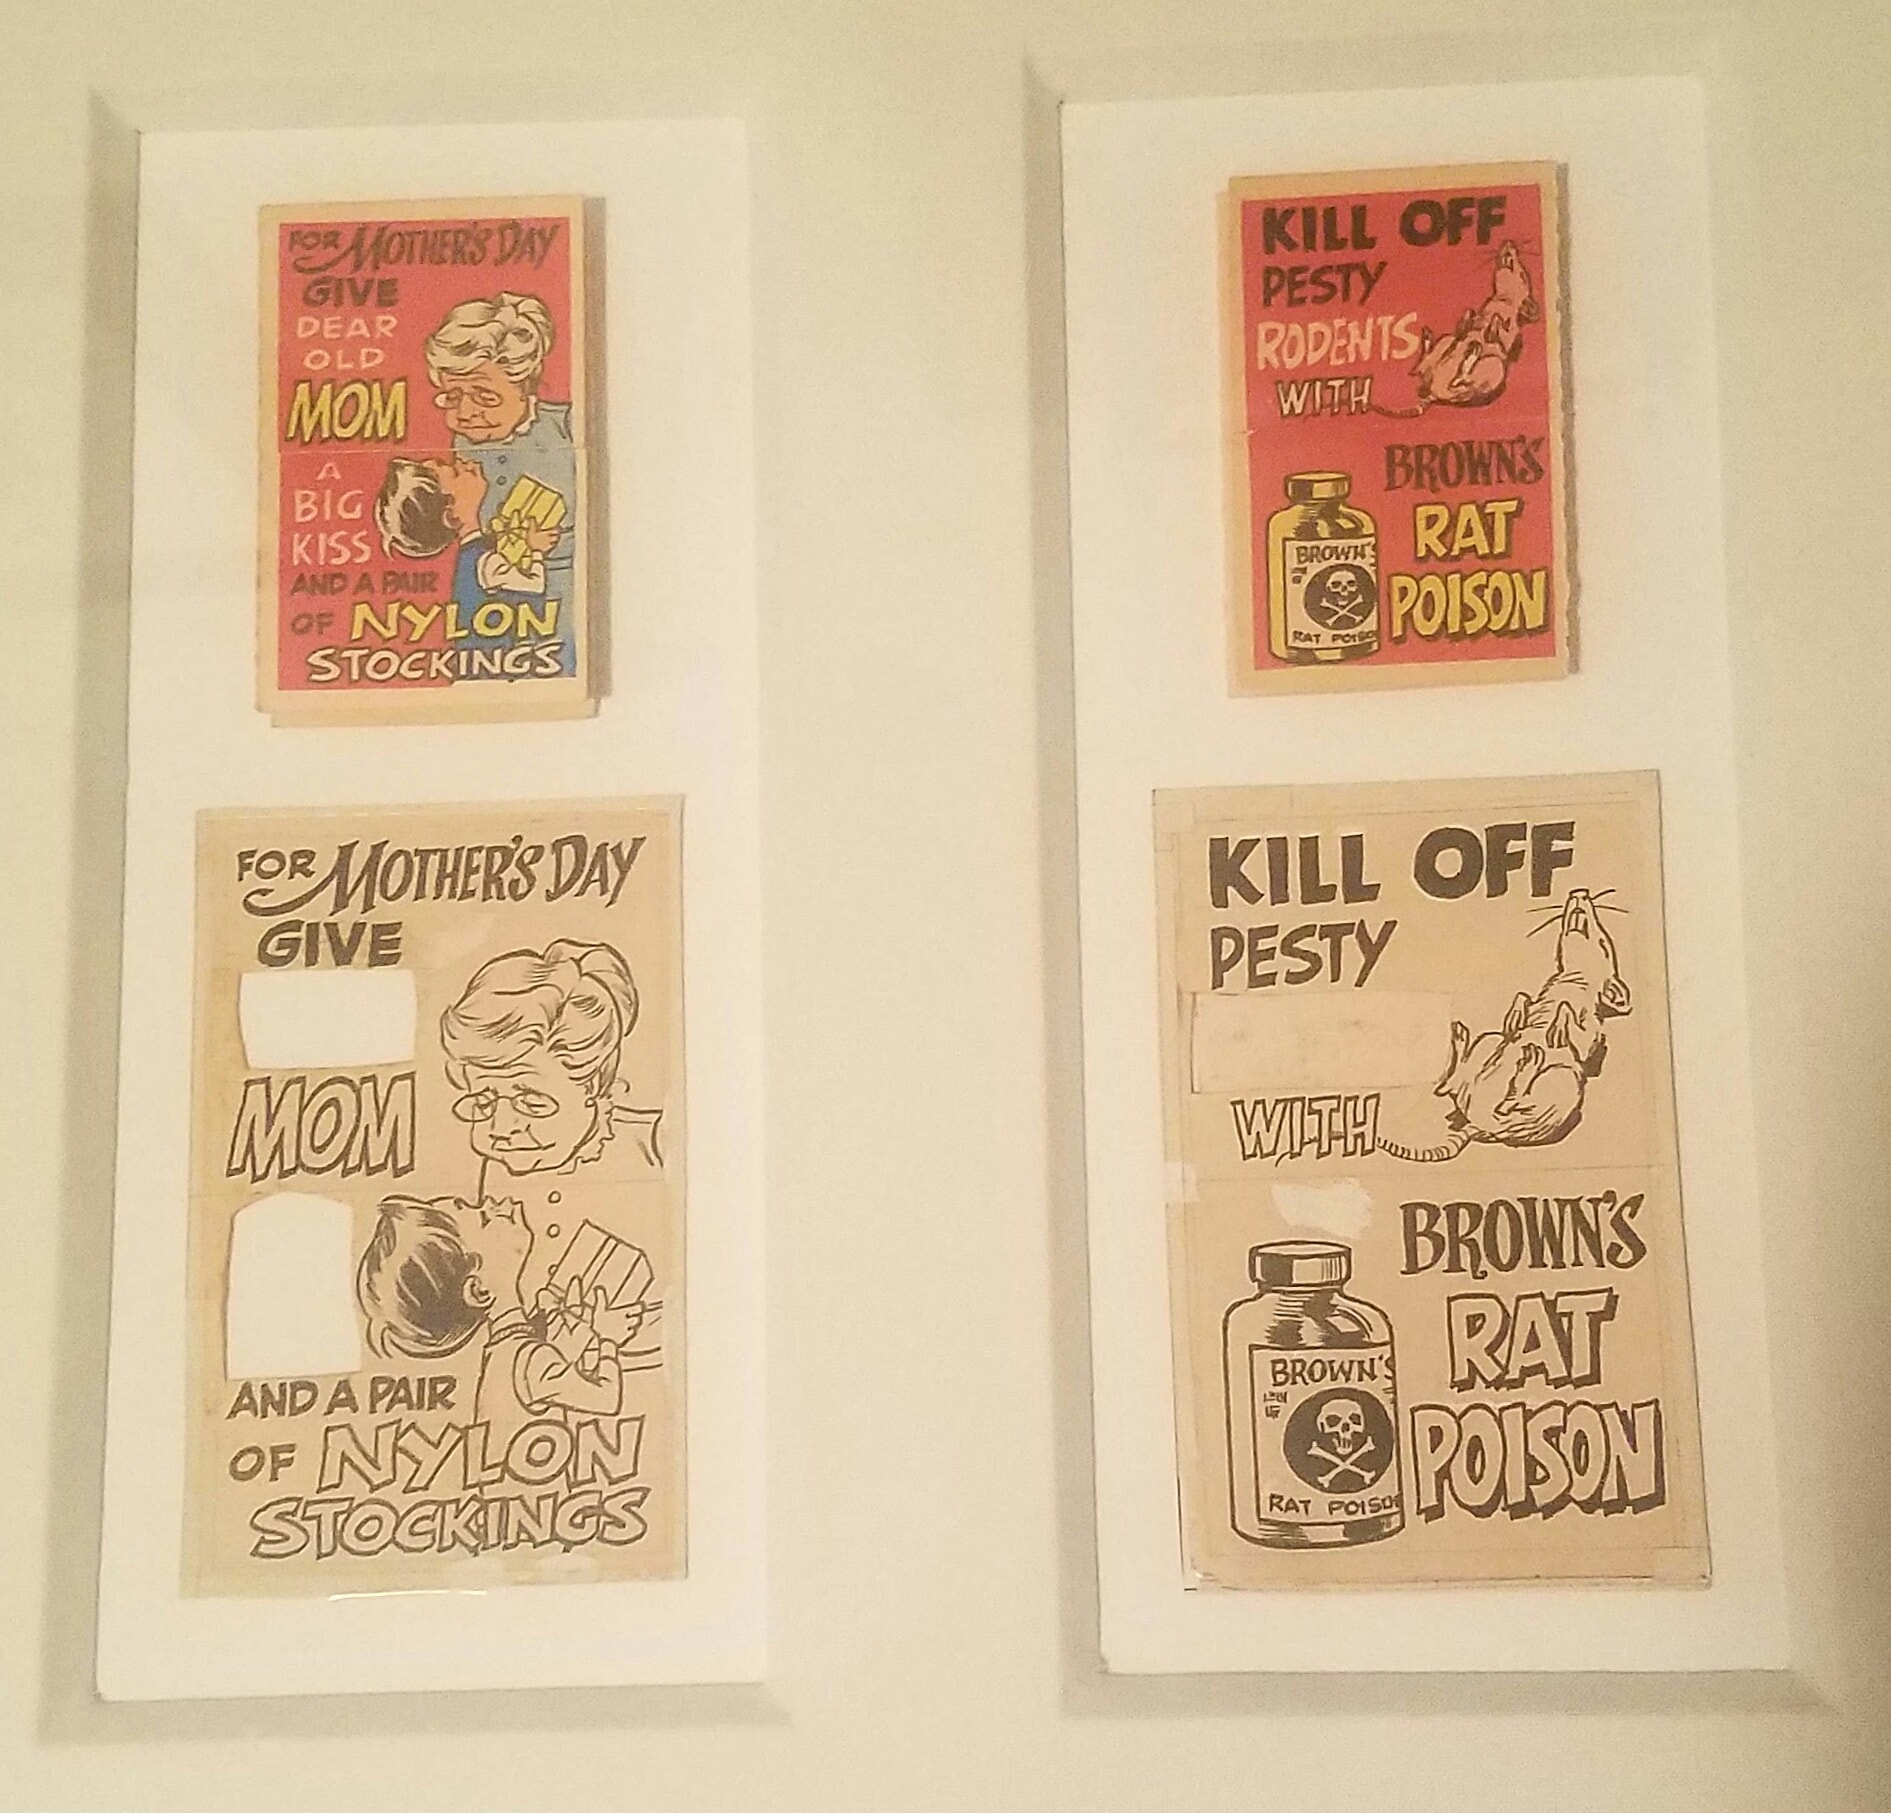 FOR MOTHER'S DAY
GIVE
DEAR
OLD
MOM
A
BIG
KISS
AND A PAIR
OF NYLON
STOCKINGS
FOR MOTHER'S DAY
GIVE
MOM
AND A PAIR
OF NYLON
STOCKINGS
KILL OFF
PESTY
RODENTS
WITH
BROWN'S
RAT
POISON
BROWN'S
RAT POISO
KILL OFF
PESTY
WITH
BROWN'S
RAT
POISON
BROWN'S
RAT POISO